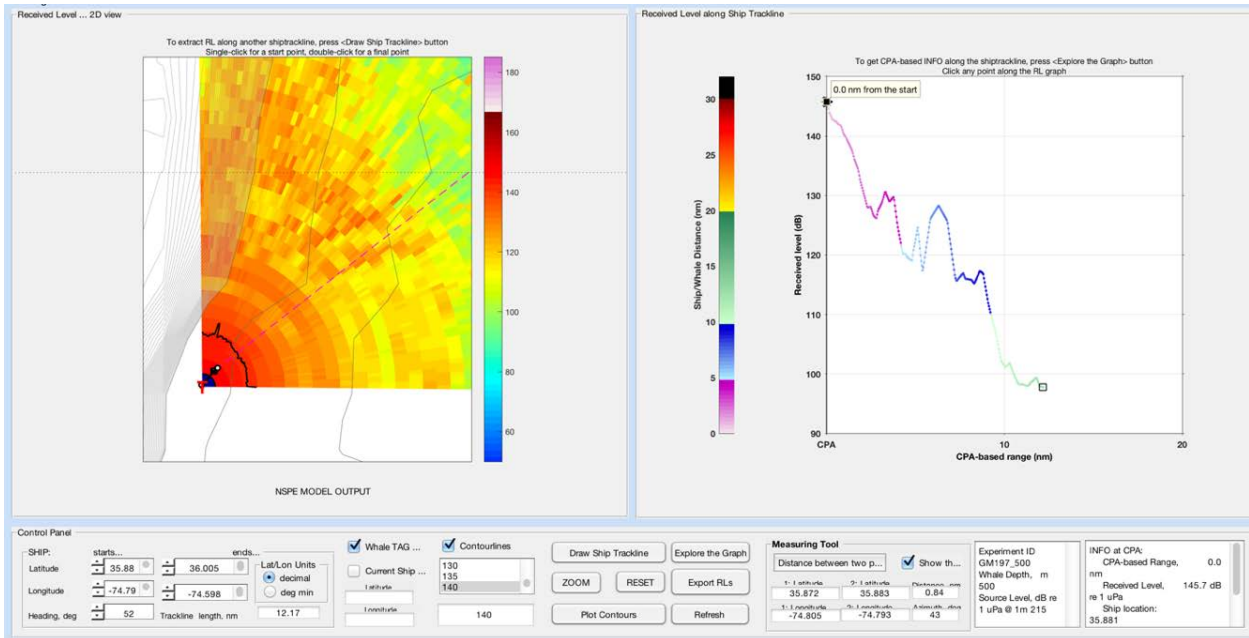 Received Level ... 2D view
To extract RL along another shiptrackline, press <Draw Ship Trackline> button
Single-click for a start point, double-click for a final point
180
160
140
120
100
80
60
NSPE MODEL OUTPUT
Received Level along Ship Trackline
To get CPA-based INFO along the shiptrackline, press <Explore the Graph> button
Click any point along the RL graph
Ship/Whale Distance (nm)
30
25
20
15
10
5
0
Received level (dB)
150
140
130
120
110
100
90
0.0 nm from the start
CPA
10
20
CPA-based range (nm)
Control Panel
SHIP:
starts...
ends...
Latitude
35.88
36.005
Longitude
-74.79
-74.598
Heading, deg
52
Trackline length, nm
12.17
Lat/Lon Units
decimal
deg min
Whale TAG ...
Current Ship ...
Latitude
Longitude
Contourlines
130
135
140
140
Draw Ship Trackline
Explore the Graph
ZOOM
RESET
Export RLs
Plot Contours
Refresh
Measuring Tool
Distance between two p...
Show th...
1: Latitude
2: Latitude
Distance, nm
35.872
35.883
0.84
1: Longitude
2: Longitude
Azimuth, deg
-74.805
-74.793
43
Experiment ID
GM197_500
Whale Depth, m
500
Source Level, dB re
1 uPa @ 1m 215
INFO at CPA:
CPA-based Range, 0.0
nm
Received Level, 145.7 dB
re 1 uPa
Ship location:
35.881